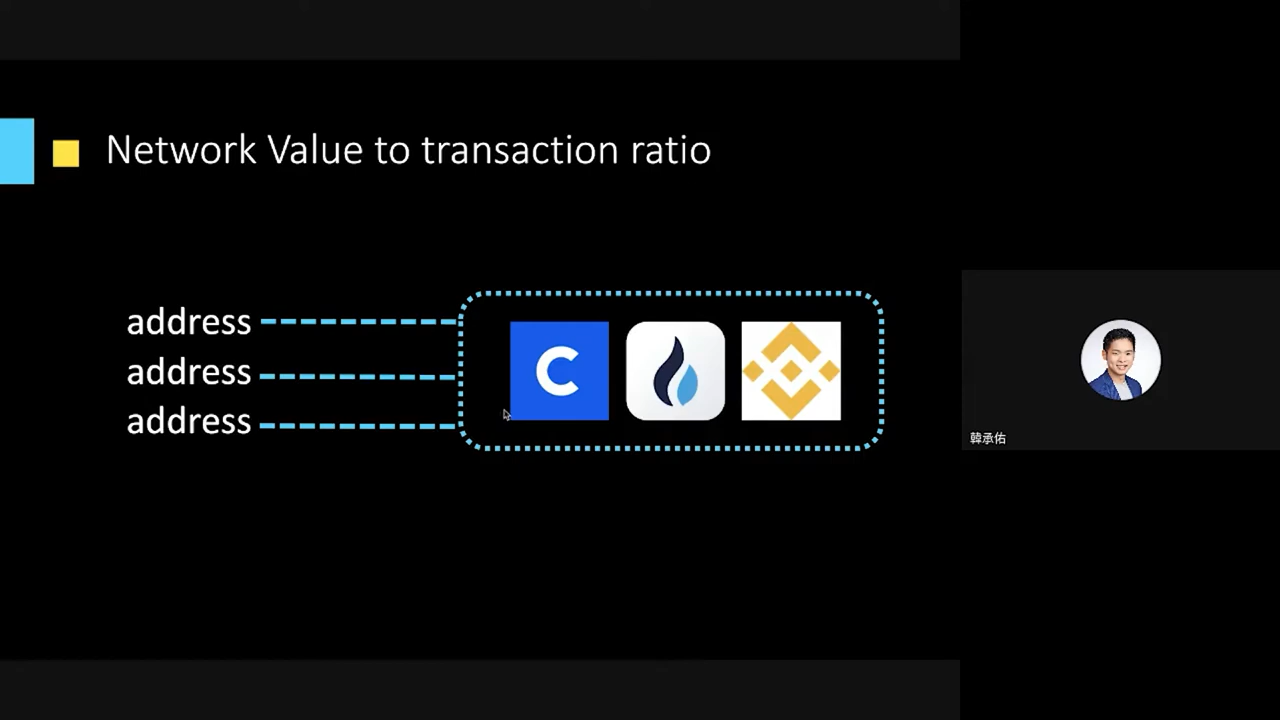 Network Value to transaction ratio
address
address
address
韓承佑